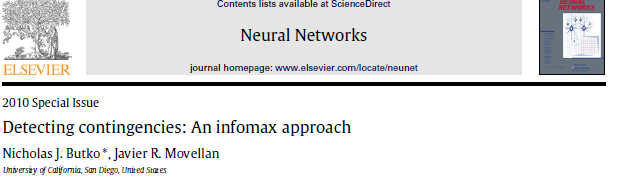 Contents lists available at ScienceDirect
Neural Networks
journal homepage: www.elsevier.com/locate/neunet
ELSEVIER
NEURAL NETWORKS
2010 Special Issue
Detecting contingencies: An infomax approach
Nicholas J. Butko*, Javier R. Movellan
University of California, San Diego, United States